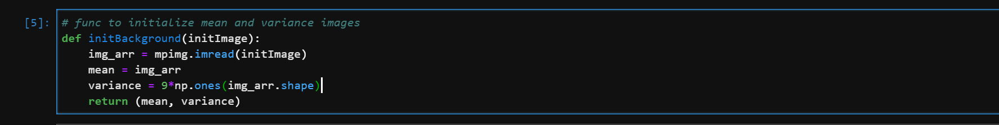 [5]: # func to initialize mean and variance images
def initBackground(initImage):
    img_arr = mpimg.imread(initImage)
    mean = img_arr
    variance = 9*np.ones(img_arr.shape)
    return (mean, variance)